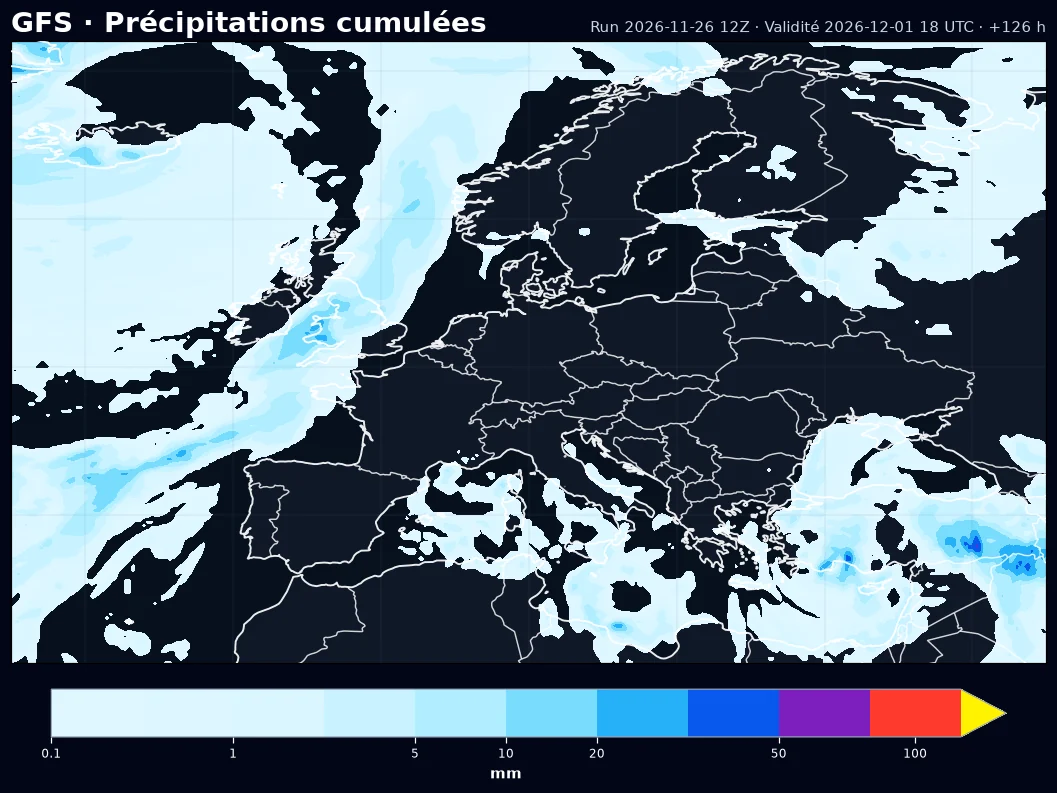 GFS · Précipitations cumulées
Run 2026-11-26 12Z · Validité 2026-12-01 18 UTC · +126 h
0.1 1 5 10 20 50 100
mm